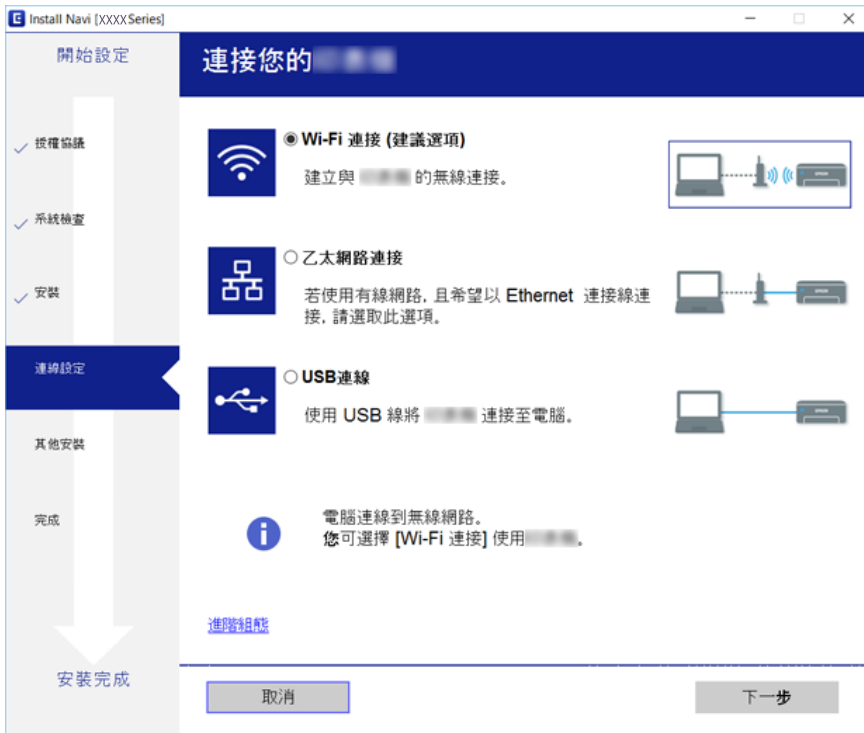 Install Navi [XXXX Series]
開始設定
授權協議
系統檢查
安裝
連線設定
其他安裝
完成
安裝完成
連接您的
Wi-Fi 連接 (建議選項)
建立與 的無線連接。
乙太網路連接
若使用有線網路, 且希望以 Ethernet 連接線連
接, 請選取此選項。
USB連線
使用 USB 線將 連接至電腦。
電腦連線到無線網路。
您可選擇 [Wi-Fi 連接] 使用 。
進階組態
取消
下一步